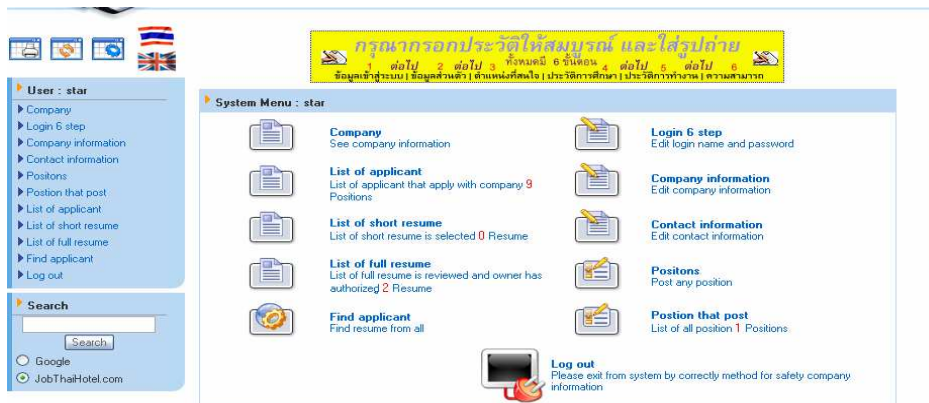 กรุณากรอกประวัติให้สมบูรณ์ และใส่รูปถ่าย
1 ต่อไป 2 ต่อไป 3 ทั้งหมดมี 6 ขั้นตอน 4 ต่อไป 5 ต่อไป 6
ข้อมูลเข้าสู่ระบบ | ข้อมูลส่วนตัว | ตำแหน่งที่สนใจ | ประวัติการศึกษา | ประวัติการทำงาน | ความสามารถ
User : star
Company
Login 6 step
Company information
Contact information
Positons
Postion that post
List of applicant
List of short resume
List of full resume
Find applicant
Log out
Search
Search
Google
JobThaiHotel.com
System Menu : star
Company
See company information
Login 6 step
Edit login name and password
List of applicant
List of applicant that apply with company 9
Positions
Company information
Edit company information
List of short resume
List of short resume is selected 0 Resume
Contact information
Edit contact information
List of full resume
List of full resume is reviewed and owner has
authorized 2 Resume
Positons
Post any position
Find applicant
Find resume from all
Postion that post
List of all position 1 Positions
Log out
Please exit from system by correctly method for safety company
information